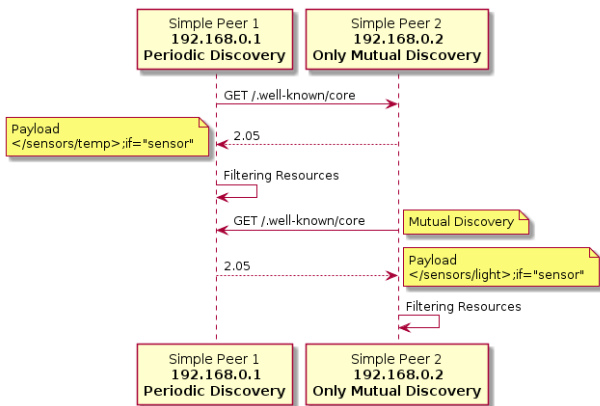 Simple Peer 1
192.168.0.1
Periodic Discovery
Simple Peer 2
192.168.0.2
Only Mutual Discovery
GET /.well-known/core
Payload
</sensors/temp>;if="sensor"
2.05
Filtering Resources
GET /.well-known/core
Mutual Discovery
2.05
Payload
</sensors/light>;if="sensor"
Filtering Resources
Simple Peer 1
192.168.0.1
Periodic Discovery
Simple Peer 2
192.168.0.2
Only Mutual Discovery